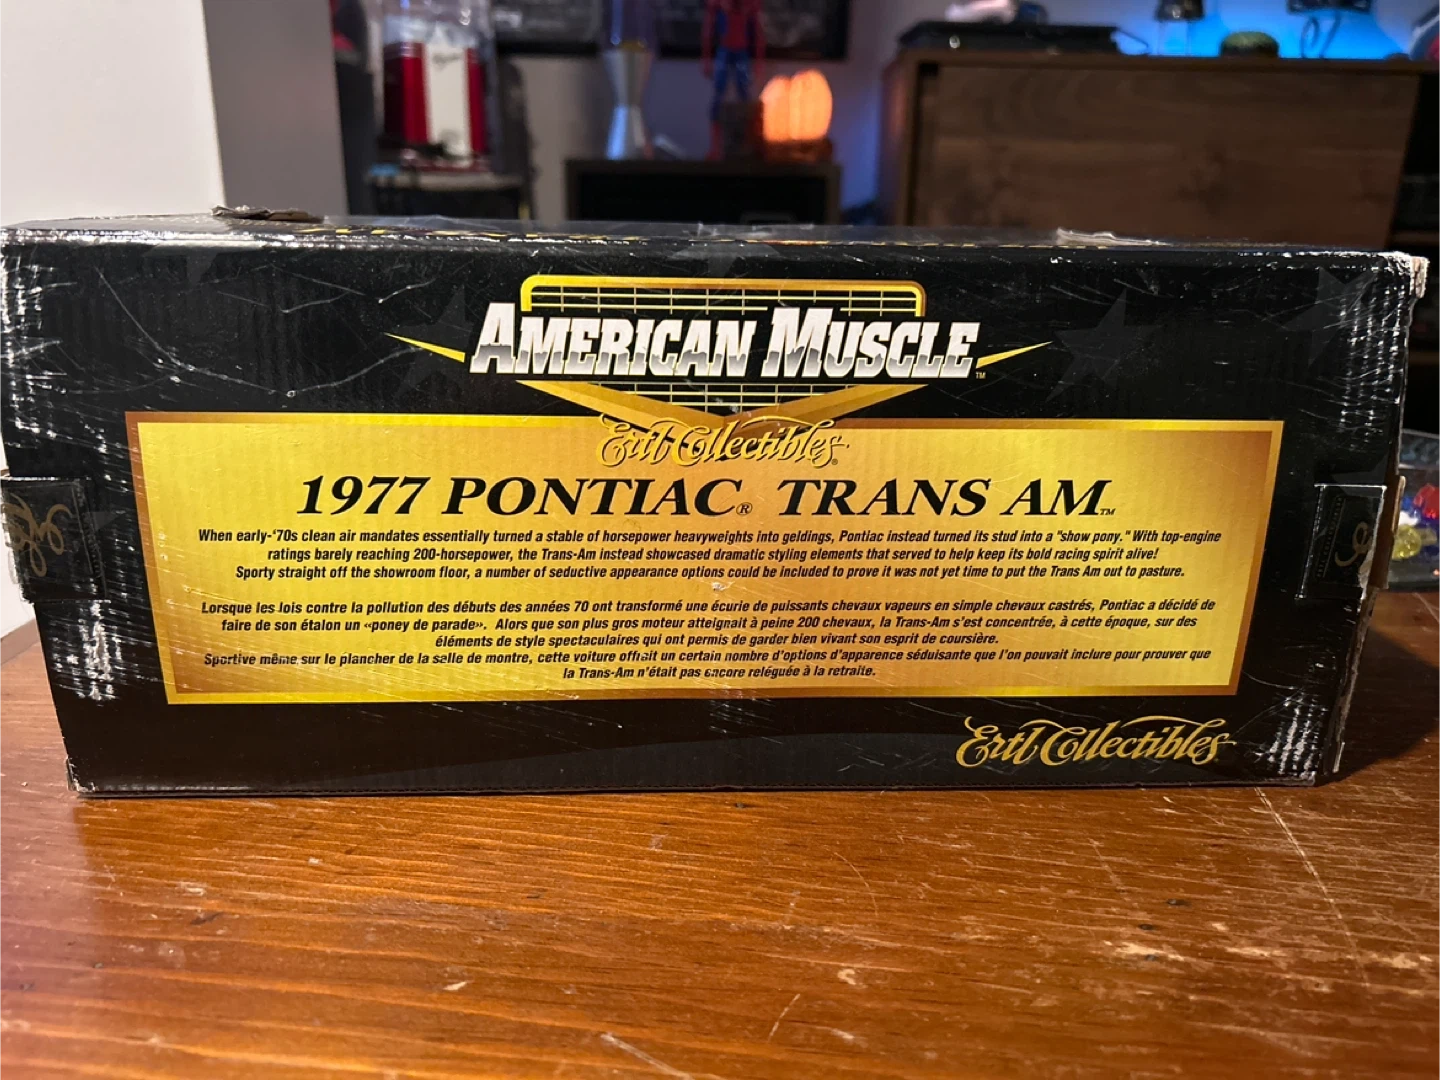 AMERICAN MUSCLE™
Ertl Collectibles®
1977 PONTIAC® TRANS AM™
When early-'70s clean air mandates essentially turned a stable of horsepower heavyweights into geldings, Pontiac instead turned its stud into a "show pony." With top-engine
ratings barely reaching 200-horsepower, the Trans-Am instead showcased dramatic styling elements that served to help keep its bold racing spirit alive!
Sporty straight off the showroom floor, a number of seductive appearance options could be included to prove it was not yet time to put the Trans Am out to pasture.
Lorsque les lois contre la pollution des débuts des années 70 ont transformé une écurie de puissants chevaux vapeurs en simple chevaux castrés, Pontiac a décidé de
faire de son étalon un «poney de parade». Alors que son plus gros moteur atteignait à peine 200 chevaux, la Trans-Am s'est concentrée, à cette époque, sur des
éléments de style spectaculaires qui ont permis de garder bien vivant son esprit de coursière.
Sportive même sur le plancher de la salle de montre, cette voiture offrait un certain nombre d'options d'apparence séduisante que l'on pouvait inclure pour prouver que
la Trans-Am n'était pas encore reléguée à la retraite.
Ertl Collectibles